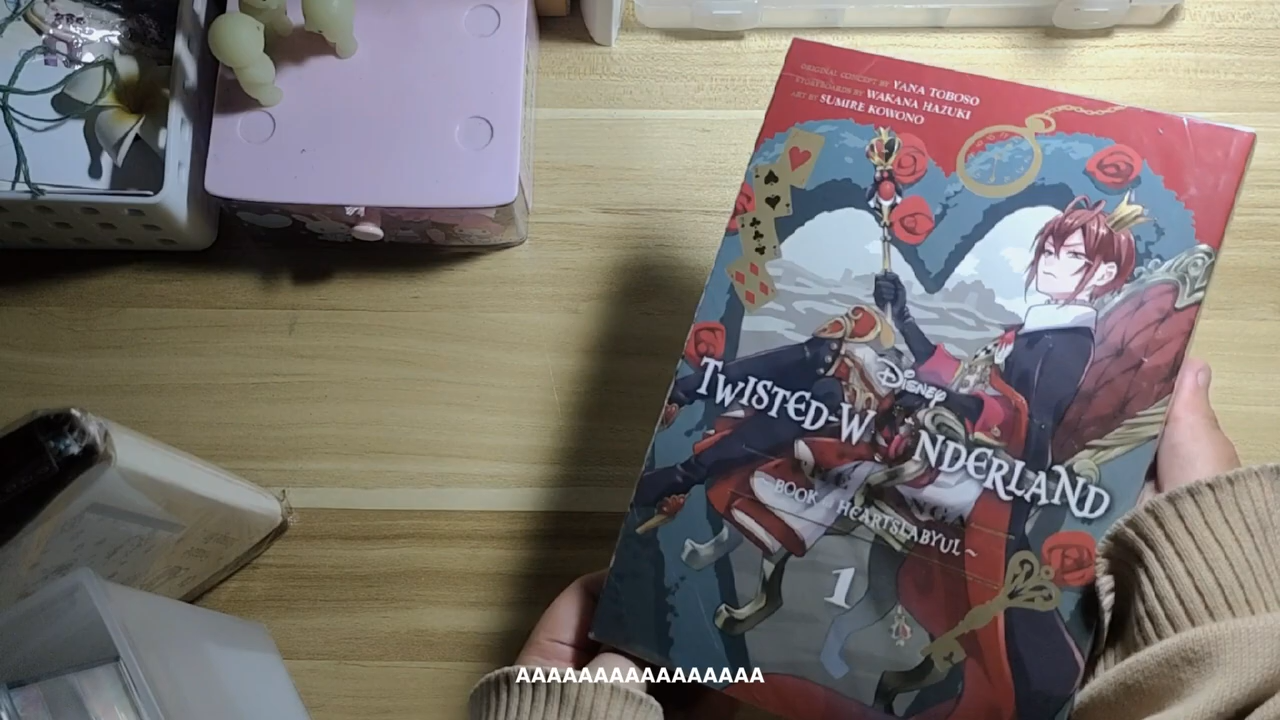 ORIGINAL CONCEPT BY YANA TOBOSO
STORYBOARDS BY WAKANA HAZUKI
ART BY SUMIRE KOWONO
DISNEY
TWISTED-WONDERLAND
BOOK HEARTSLABYUL~
1
AAAAAAAAAAAAAAAA